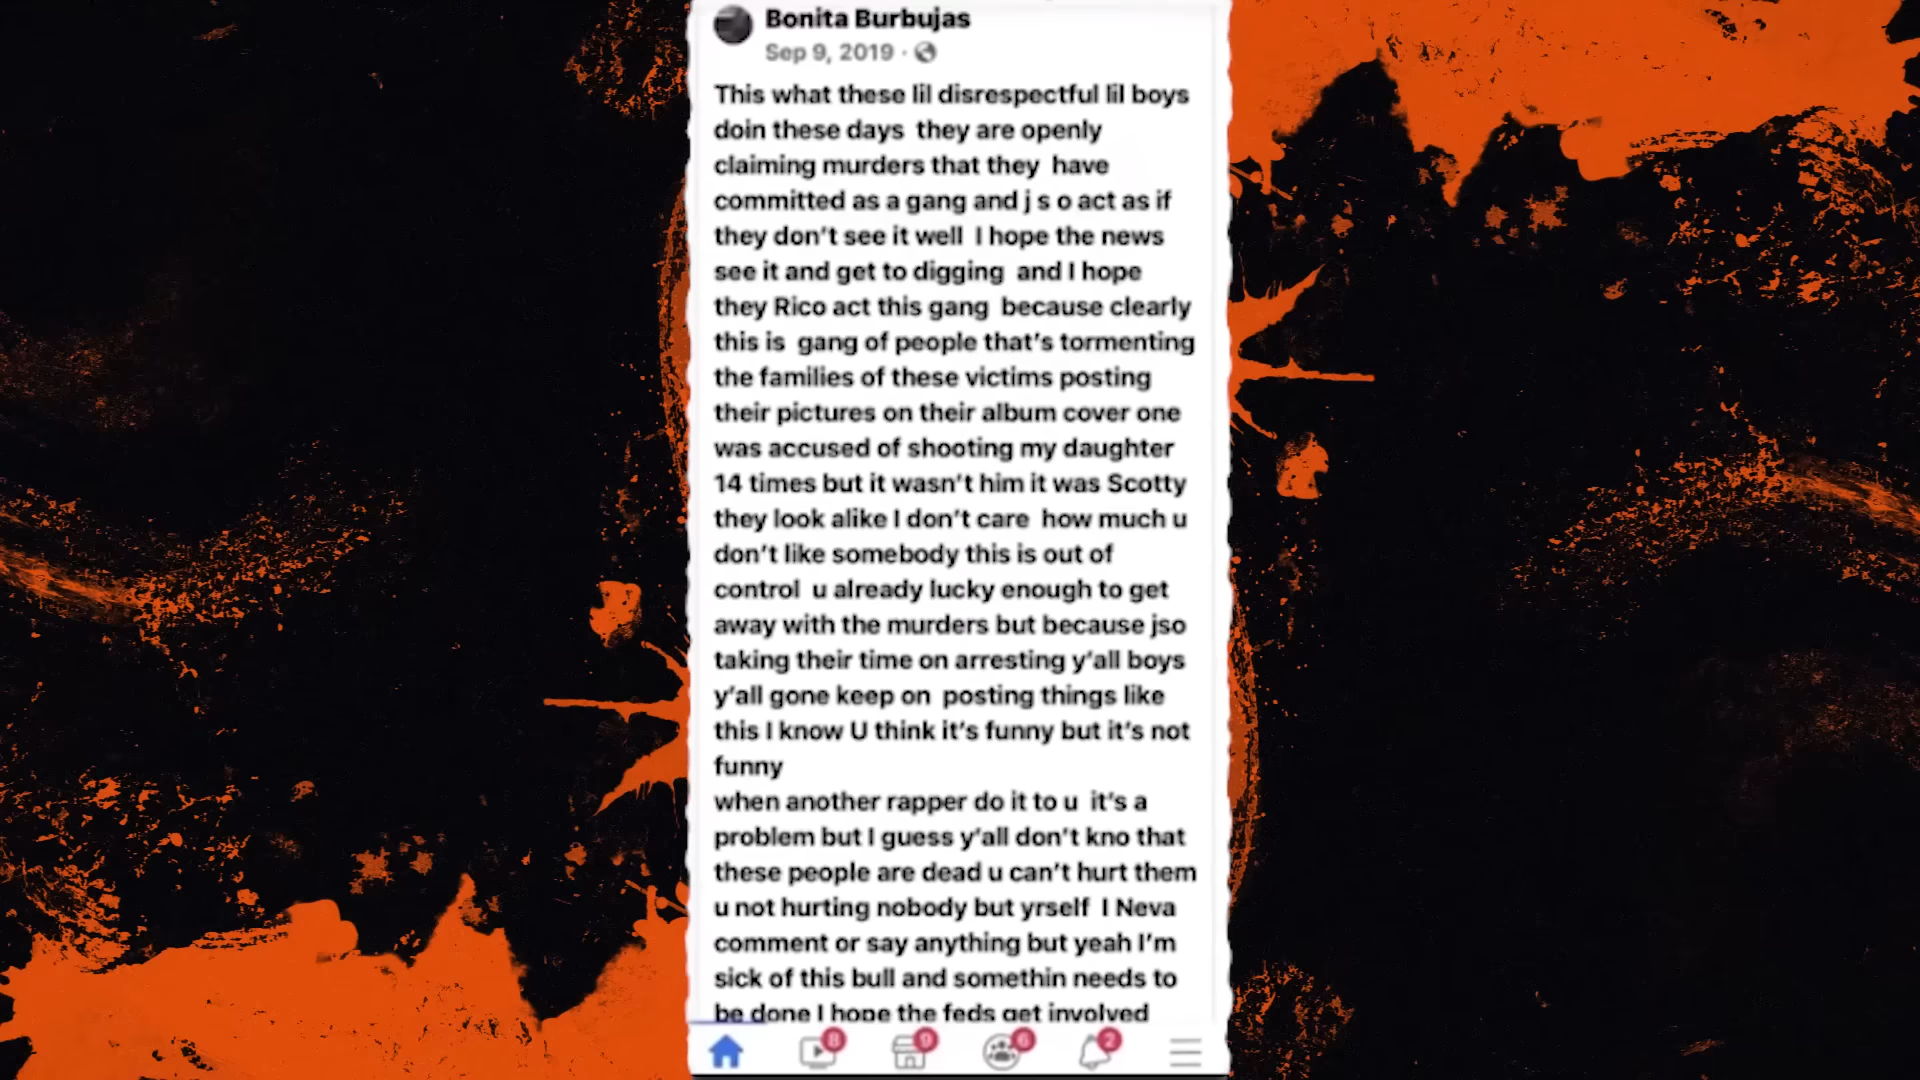 Bonita Burbujas
Sep 9, 2019 ·
This what these lil disrespectful lil boys
doin these days they are openly
claiming murders that they have
committed as a gang and j s o act as if
they don't see it well I hope the news
see it and get to digging and I hope
they Rico act this gang because clearly
this is gang of people that's tormenting
the families of these victims posting
their pictures on their album cover one
was accused of shooting my daughter
14 times but it wasn't him it was Scotty
they look alike I don't care how much u
don't like somebody this is out of
control u already lucky enough to get
away with the murders but because jso
taking their time on arresting y'all boys
y'all gone keep on posting things like
this I know U think it's funny but it's not
funny
when another rapper do it to u it's a
problem but I guess y'all don't kno that
these people are dead u can't hurt them
u not hurting nobody but yrself I Neva
comment or say anything but yeah I'm
sick of this bull and somethin needs to
be done I hope the feds get involved
8 9 6 2